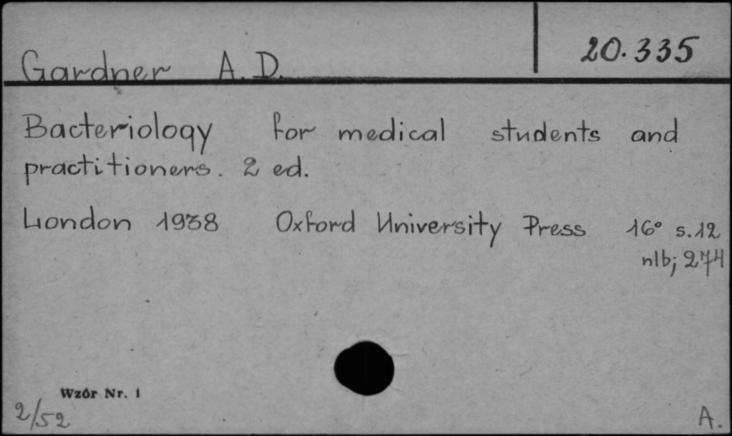 Gardner A.D. 20.335
Bacteriology for medical students and
practitioners. 2 ed.
London 1938 Oxford University Press 16° s.12
nlb; 274
Wzór Nr. 1
2/52 A.